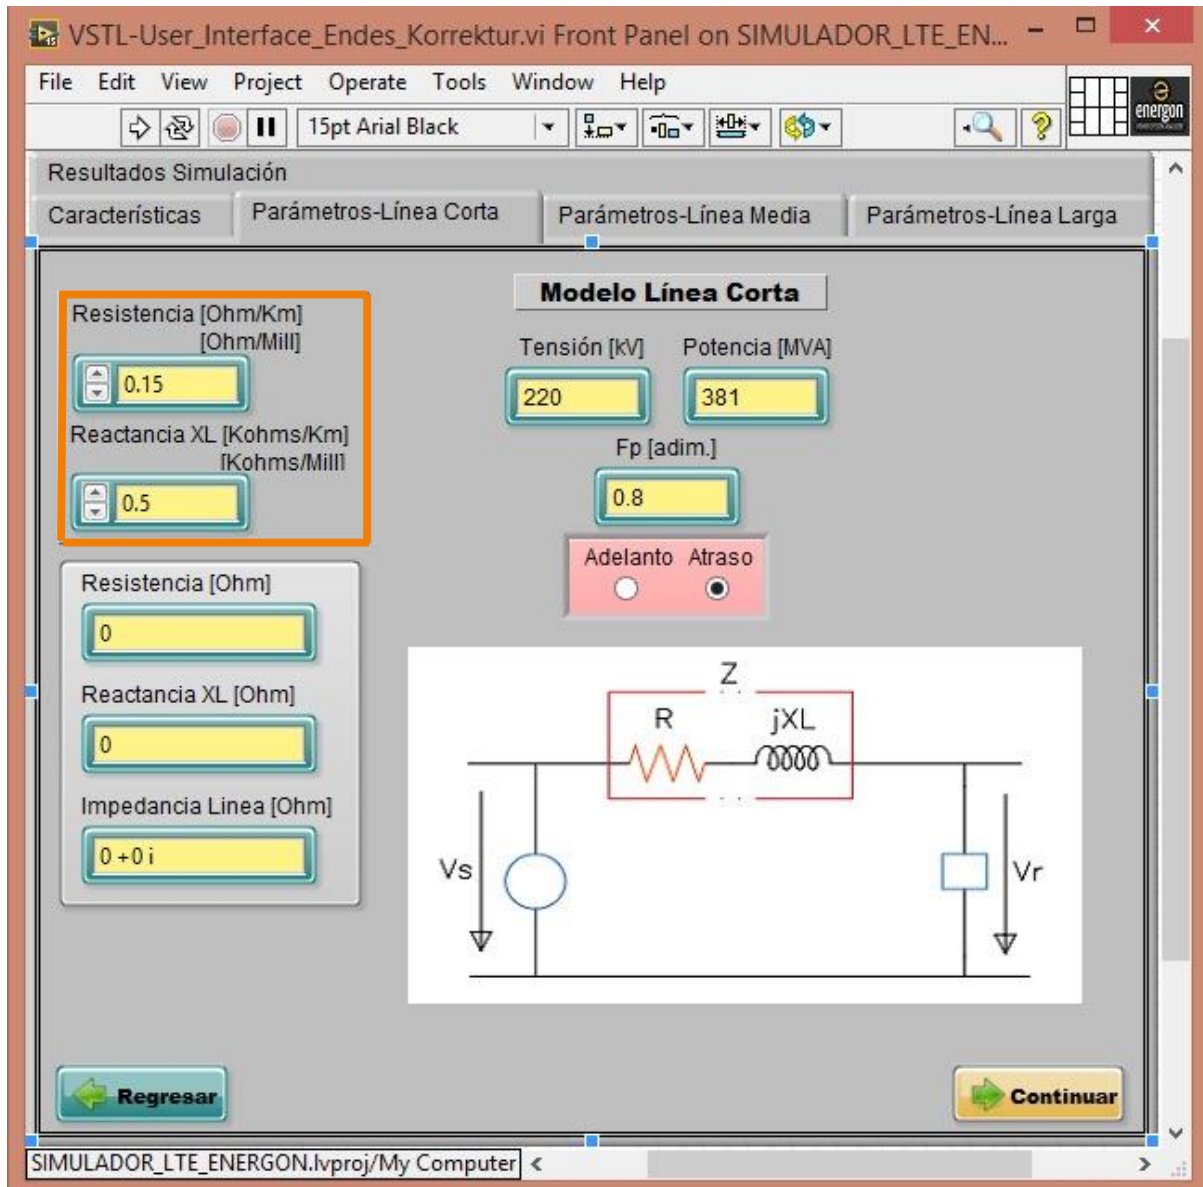 VSTL-User_Interface_Endes_Korrektur.vi Front Panel on SIMULADOR_LTE_EN...
File Edit View Project Operate Tools Window Help
15pt Arial Black
energon
Resultados Simulación
Características Parámetros-Línea Corta Parámetros-Línea Media Parámetros-Línea Larga
Modelo Línea Corta
Resistencia [Ohm/Km]
[Ohm/Mill]
0.15
Reactancia XL [Kohms/Km]
[Kohms/Mill]
0.5
Tensión [kV] Potencia [MVA]
220 381
Fp [adim.]
0.8
Adelanto Atraso
Resistencia [Ohm]
0
Reactancia XL [Ohm]
0
Impedancia Linea [Ohm]
0 +0 i
Z
R jXL
Vs Vr
Regresar Continuar
SIMULADOR_LTE_ENERGON.lvproj/My Computer